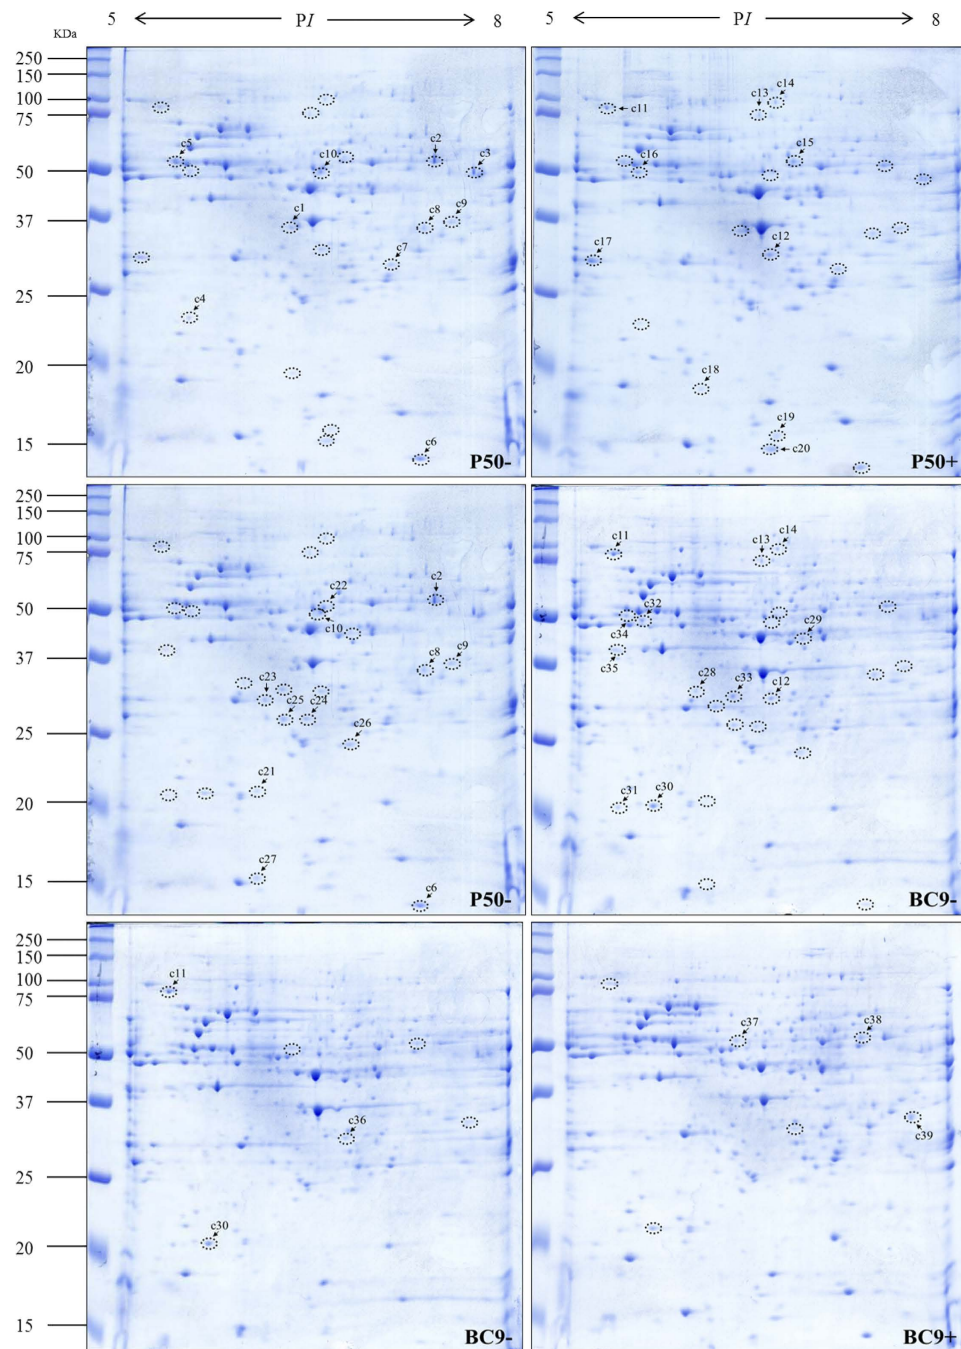 5 PI 8 5 PI 8
KDa
250
150
100
75
50
37
25
20
15
c5
c10
c2
c3
c1
c8
c9
c7
c4
c6
P50-
c11
c13
c14
c16
c15
c17
c12
c18
c19
c20
P50+
250
150
100
75
50
37
25
20
15
c22
c2
c10
c8
c9
c23
c25
c24
c26
c21
c27
c6
P50-
c11
c13
c14
c34
c32
c29
c35
c28
c33
c12
c31
c30
BC9-
250
150
100
75
50
37
25
20
15
c11
c36
c30
BC9-
c37
c38
c39
BC9+